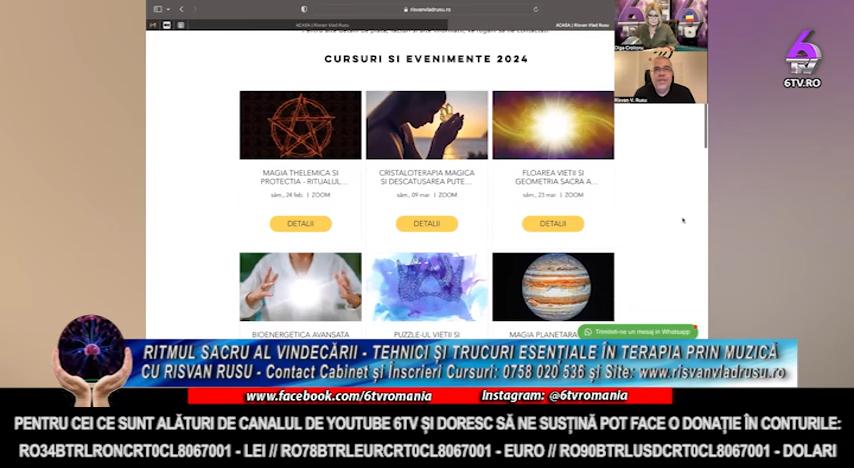 risvanvladrusu.ro
ACASA | Risvan Vlad Rusu
ACASA | Risvan Vlad Rusu
CURSURI SI EVENIMENTE 2024
Olga Croitoru
Risvan V. Rusu
6TV.RO
MAGIA THELEMICA SI
PROTECTIA - RITUALUL...
sâm., 24 feb. | ZOOM
DETALII
CRISTALOTERAPIA MAGICA
SI DESCATUSAREA PUTE...
sâm., 09 mar. | ZOOM
DETALII
FLOAREA VIETII SI
GEOMETRIA SACRA A...
sâm., 23 mar. | ZOOM
DETALII
BIOENERGETICA AVANSATA
PUZZLE-UL VIETII SI
MAGIA PLANETARA
Trimiteti-ne un mesaj in Whatsapp
RITMUL SACRU AL VINDECĂRII - TEHNICI ȘI TRUCURI ESENȚIALE ÎN TERAPIA PRIN MUZICĂ
CU RISVAN RUSU - Contact Cabinet și Înscrieri Cursuri: 0758 020 536 și Site: www.risvanvladrusu.ro
www.facebook.com/6tvromania
Instagram: @6tvromania
PENTRU CEI CE SUNT ALĂTURI DE CANALUL DE YOUTUBE 6TV ȘI DORESC SĂ NE SUSȚINĂ POT FACE O DONAȚIE ÎN CONTURILE:
RO34BTRLRONCRT0CL8067001 - LEI // RO78BTRLEURCRT0CL8067001 - EURO // RO90BTRLUSDCRT0CL8067001 - DOLARI